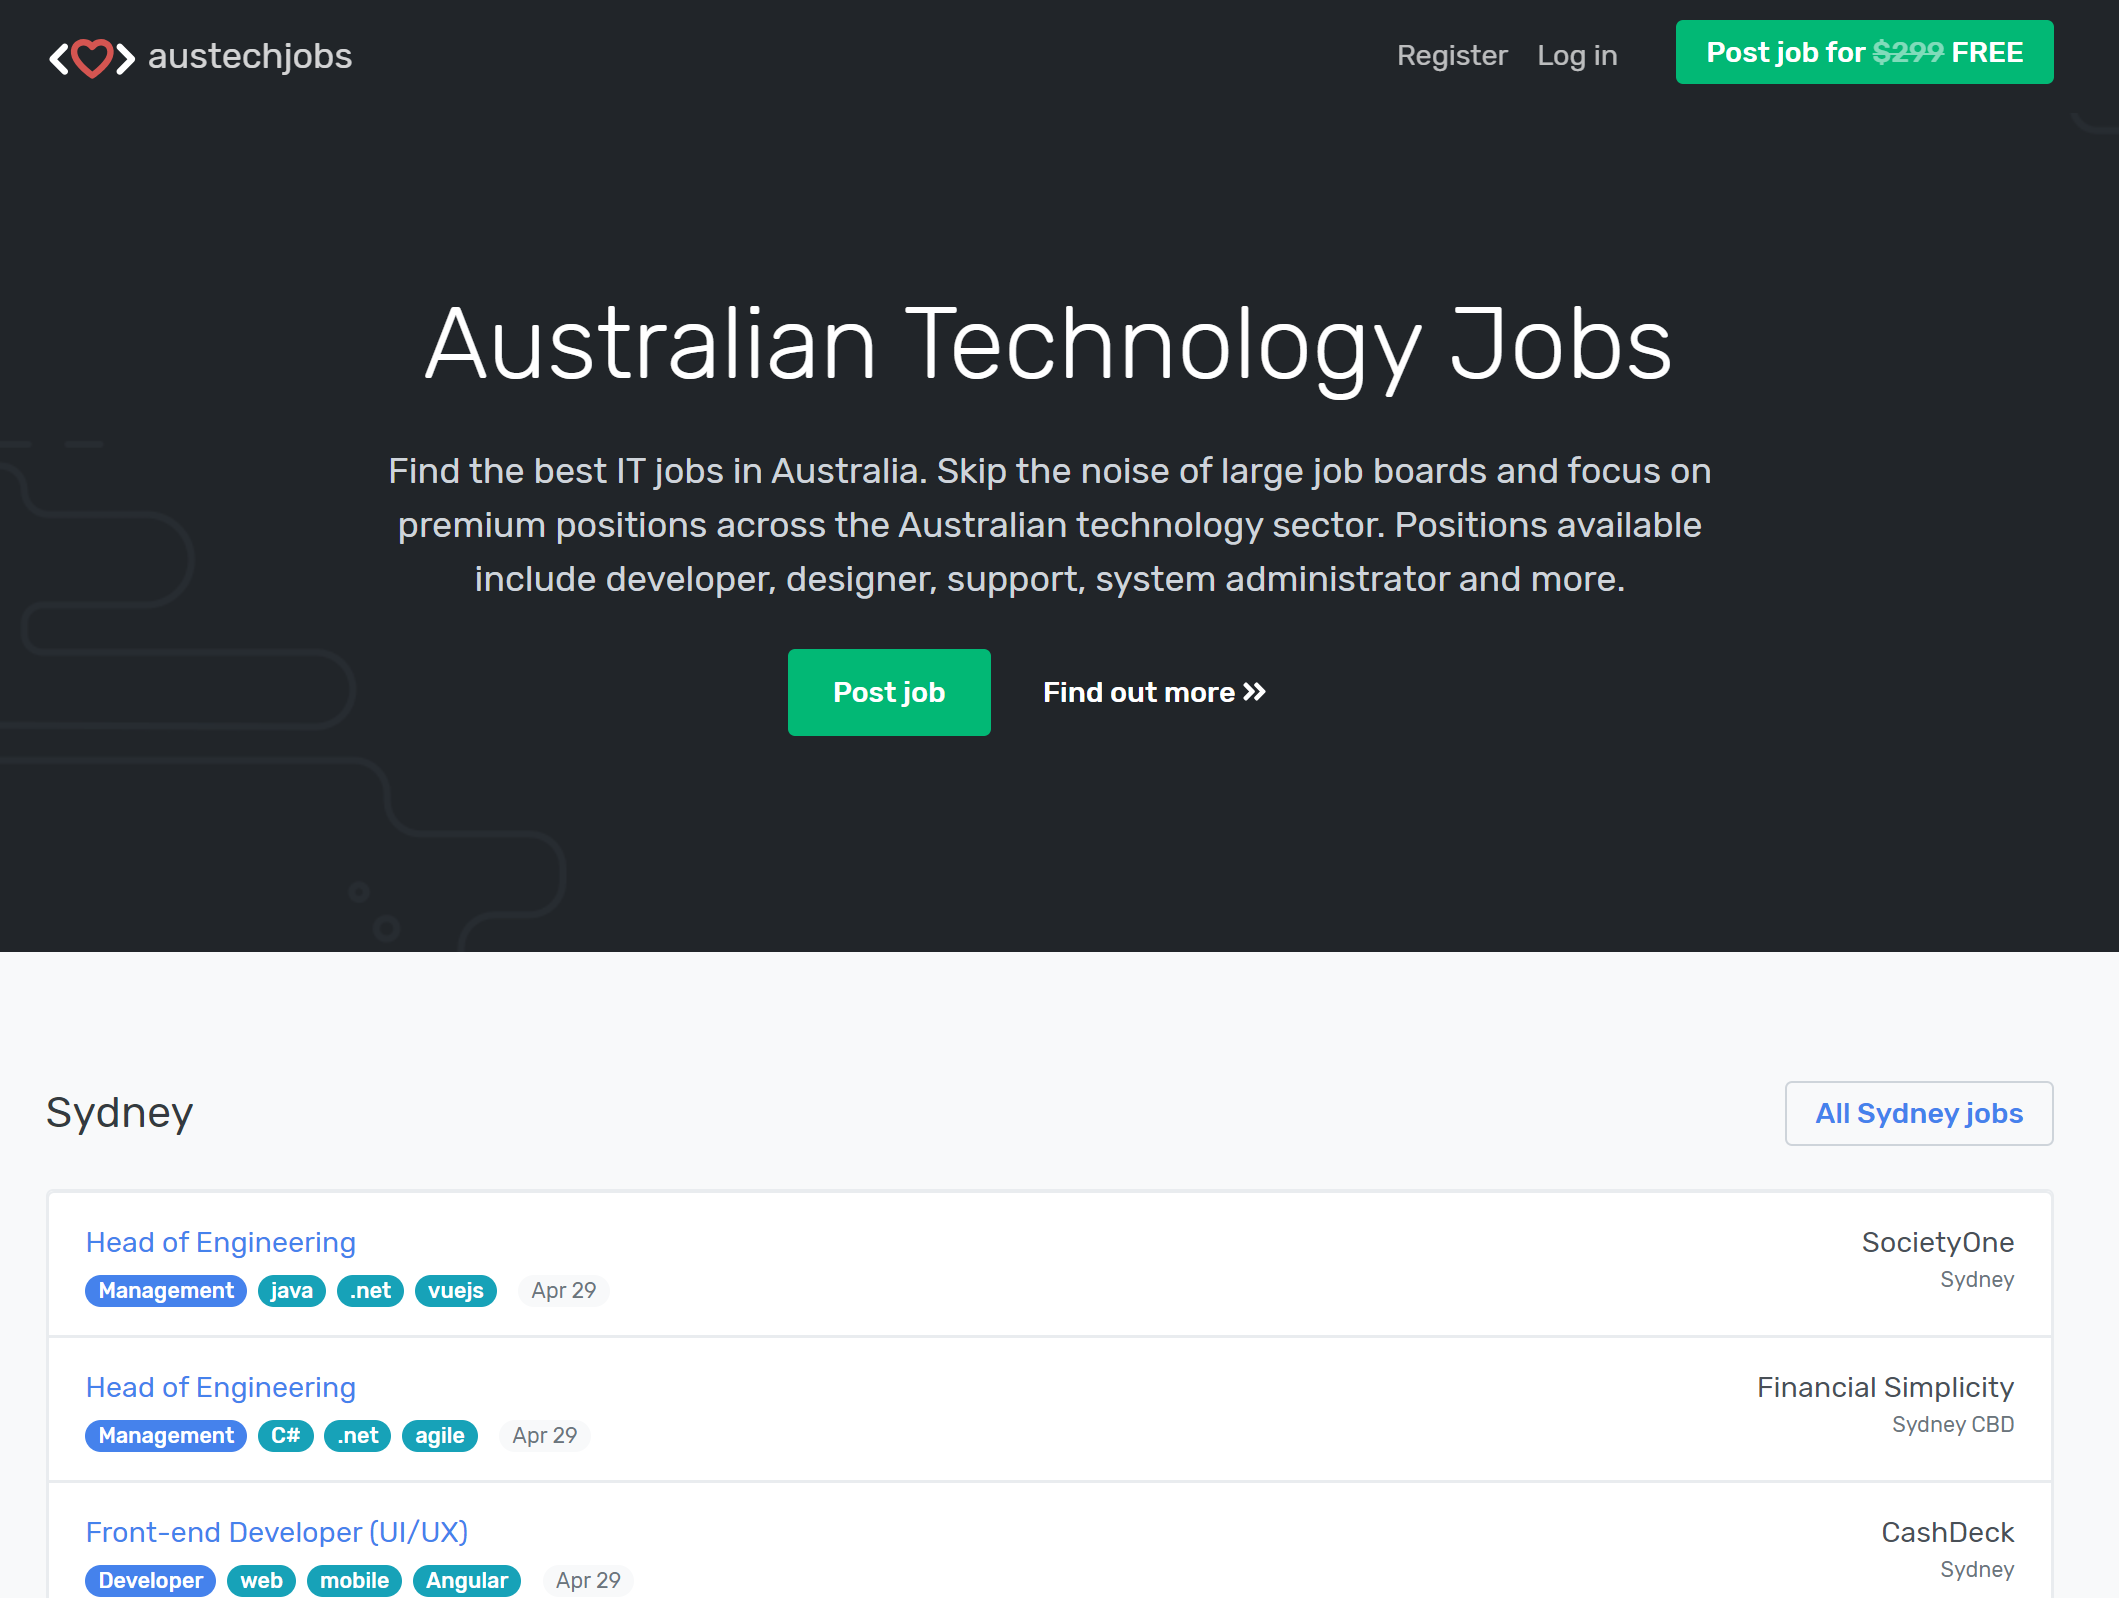 austechjobs
Register Log in Post job for $299 FREE
Australian Technology Jobs
Find the best IT jobs in Australia. Skip the noise of large job boards and focus on
premium positions across the Australian technology sector. Positions available
include developer, designer, support, system administrator and more.
Post job Find out more »
Sydney All Sydney jobs
Head of Engineering SocietyOne
Management java .net vuejs Apr 29 Sydney
Head of Engineering Financial Simplicity
Management C# .net agile Apr 29 Sydney CBD
Front-end Developer (UI/UX) CashDeck
Developer web mobile Angular Apr 29 Sydney